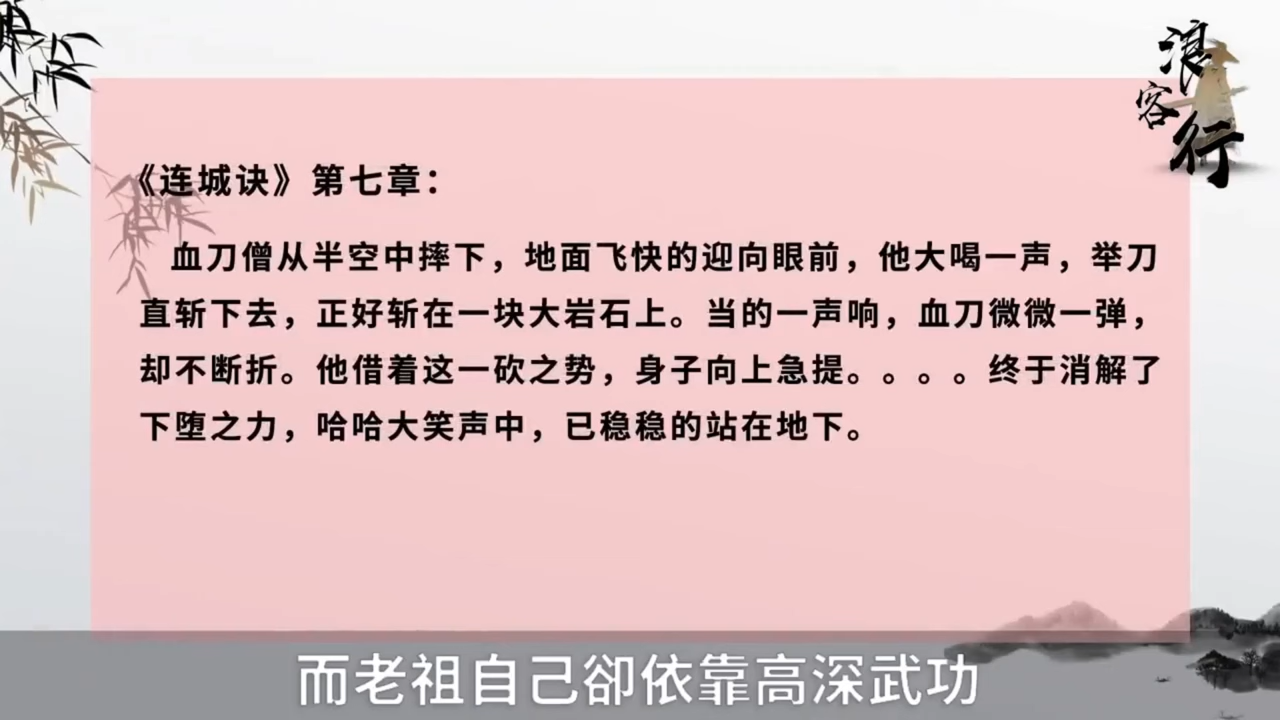 浪客行
《连城诀》第七章：
血刀僧从半空中摔下，地面飞快的迎向眼前，他大喝一声，举刀
直斩下去，正好斩在一块大岩石上。当的一声响，血刀微微一弹，
却不断折。他借着这一砍之势，身子向上急提。。。。终于消解了
下堕之力，哈哈大笑声中，已稳稳的站在地下。
而老祖自己卻依靠高深武功